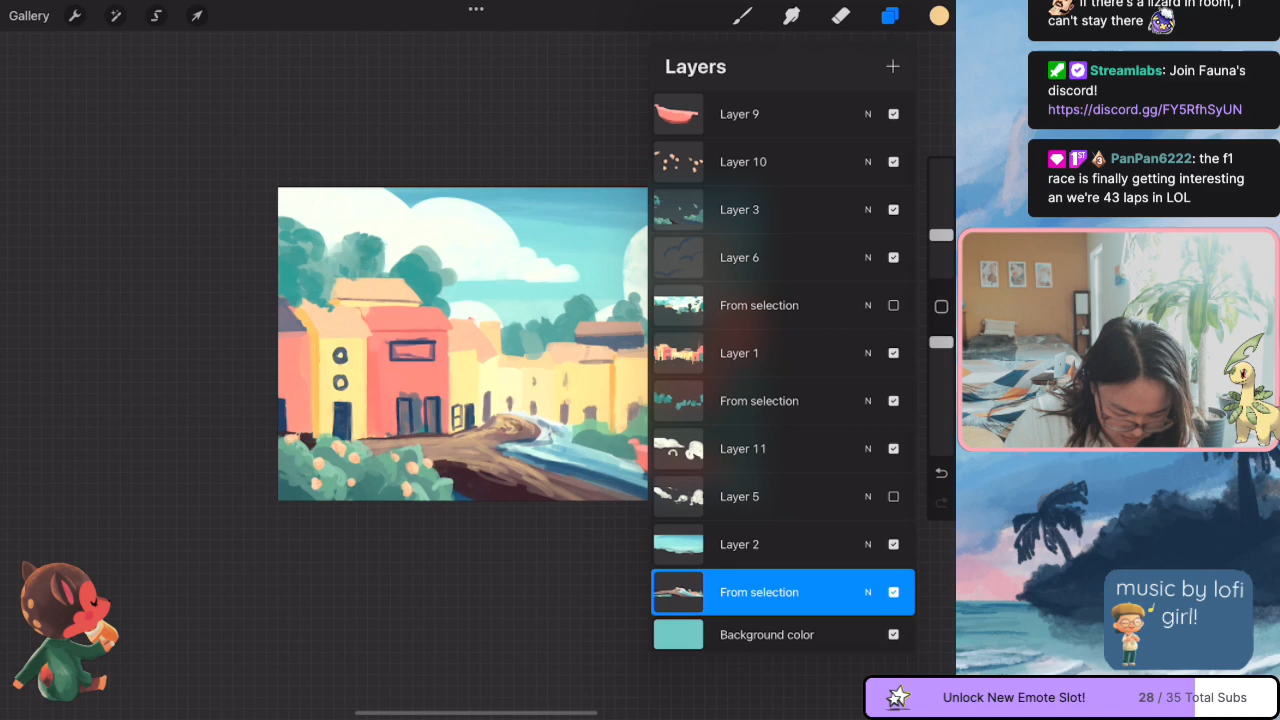 Gallery
Layers
Layer 9 N
Layer 10 N
Layer 3 N
Layer 6 N
From selection N
Layer 1 N
From selection N
Layer 11 N
Layer 5 N
Layer 2 N
From selection N
Background color
if there's a lizard in room, i
can't stay there
Streamlabs: Join Fauna's
discord!
https://discord.gg/FY5RfhSyUN
1ST 3 PanPan6222: the f1
race is finally getting interesting
an we're 43 laps in LOL
music by lofi
girl!
Unlock New Emote Slot! 28 / 35 Total Subs